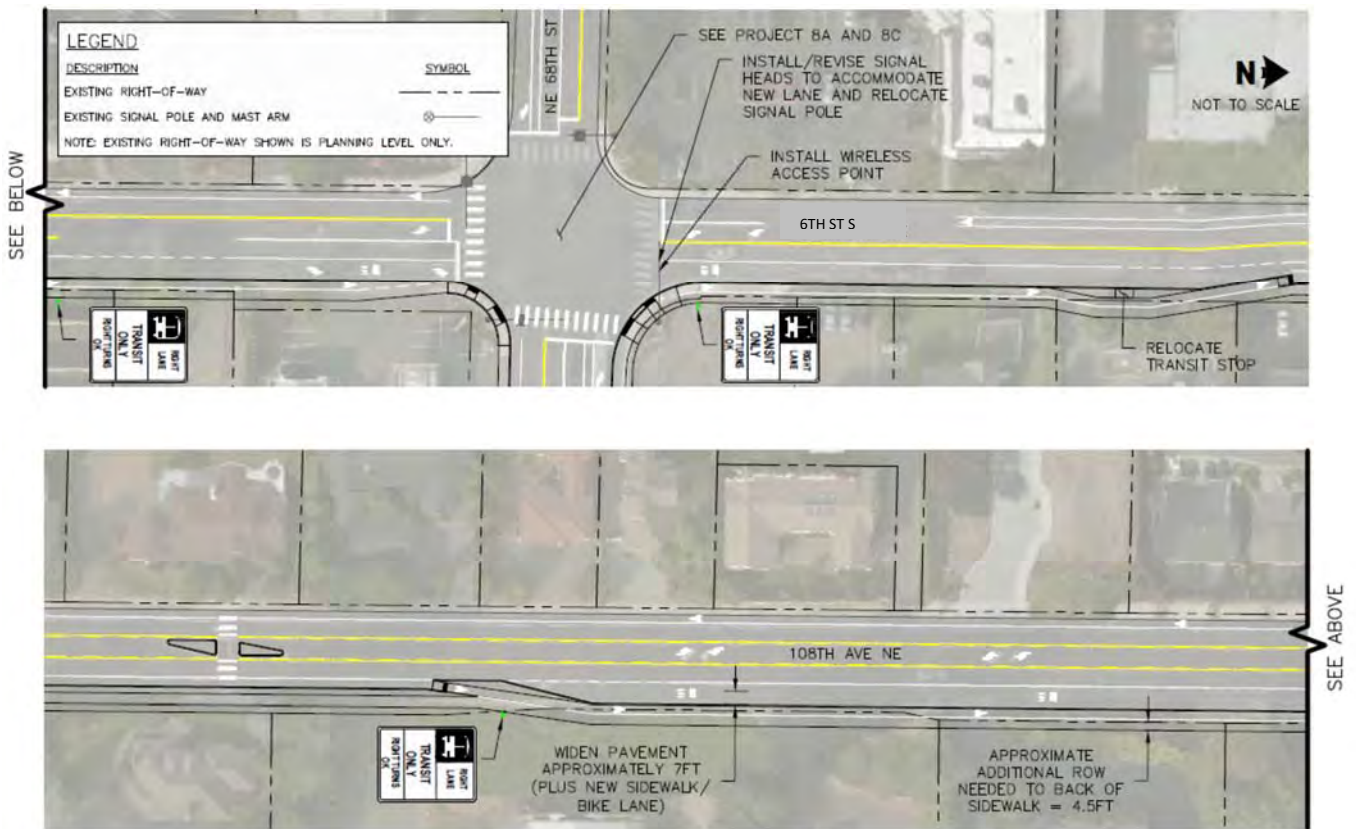 LEGEND
DESCRIPTION SYMBOL
EXISTING RIGHT-OF-WAY
EXISTING SIGNAL POLE AND MAST ARM
NOTE: EXISTING RIGHT-OF-WAY SHOWN IS PLANNING LEVEL ONLY.
NE 68TH ST
SEE PROJECT 8A AND 8C
INSTALL/REVISE SIGNAL
HEADS TO ACCOMMODATE
NEW LANE AND RELOCATE
SIGNAL POLE
INSTALL WIRELESS
ACCESS POINT
N
NOT TO SCALE
SEE BELOW
6TH ST S
RIGHT
LANE
TRANSIT
ONLY
RIGHT TURNS
OK
RIGHT
LANE
TRANSIT
ONLY
RIGHT TURNS
OK
RELOCATE
TRANSIT STOP
108TH AVE NE
SEE ABOVE
RIGHT
LANE
TRANSIT
ONLY
RIGHT TURNS
OK
WIDEN PAVEMENT
APPROXIMATELY 7FT
(PLUS NEW SIDEWALK/
BIKE LANE)
APPROXIMATE
ADDITIONAL ROW
NEEDED TO BACK OF
SIDEWALK = 4.5FT